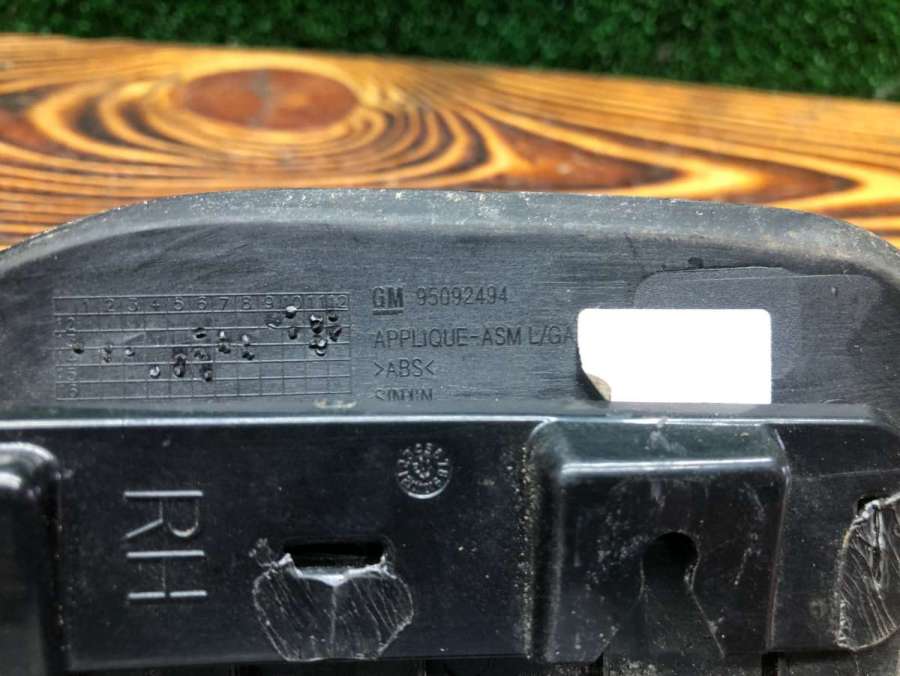 1 2 3 4 5 6 7 8 9 10 11 12
GM 95092494
APPLIQUE-ASM L/GA
>ABS<
RH